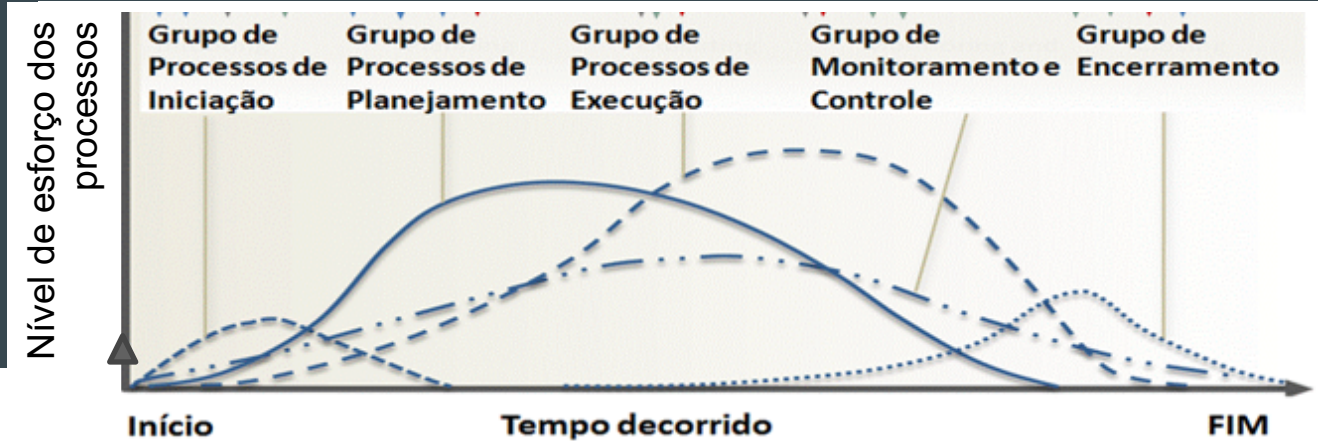 Nível de esforço dos
processos
Grupo de
Processos de
Iniciação
Grupo de
Processos de
Planejamento
Grupo de
Processos de
Execução
Grupo de
Monitoramento e
Controle
Grupo de
Encerramento
Início
Tempo decorrido
FIM